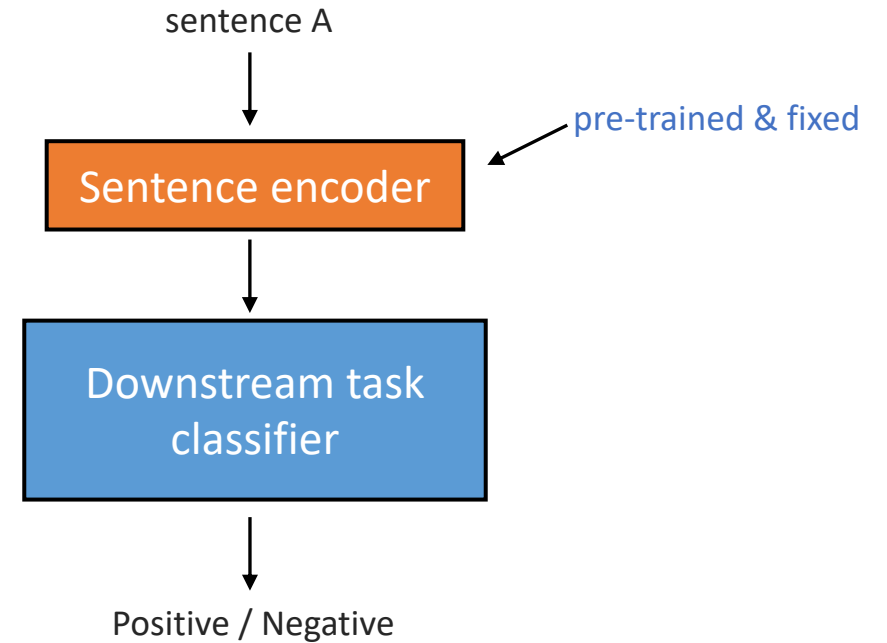 sentence A
pre-trained & fixed
Sentence encoder
Downstream task
classifier
Positive / Negative